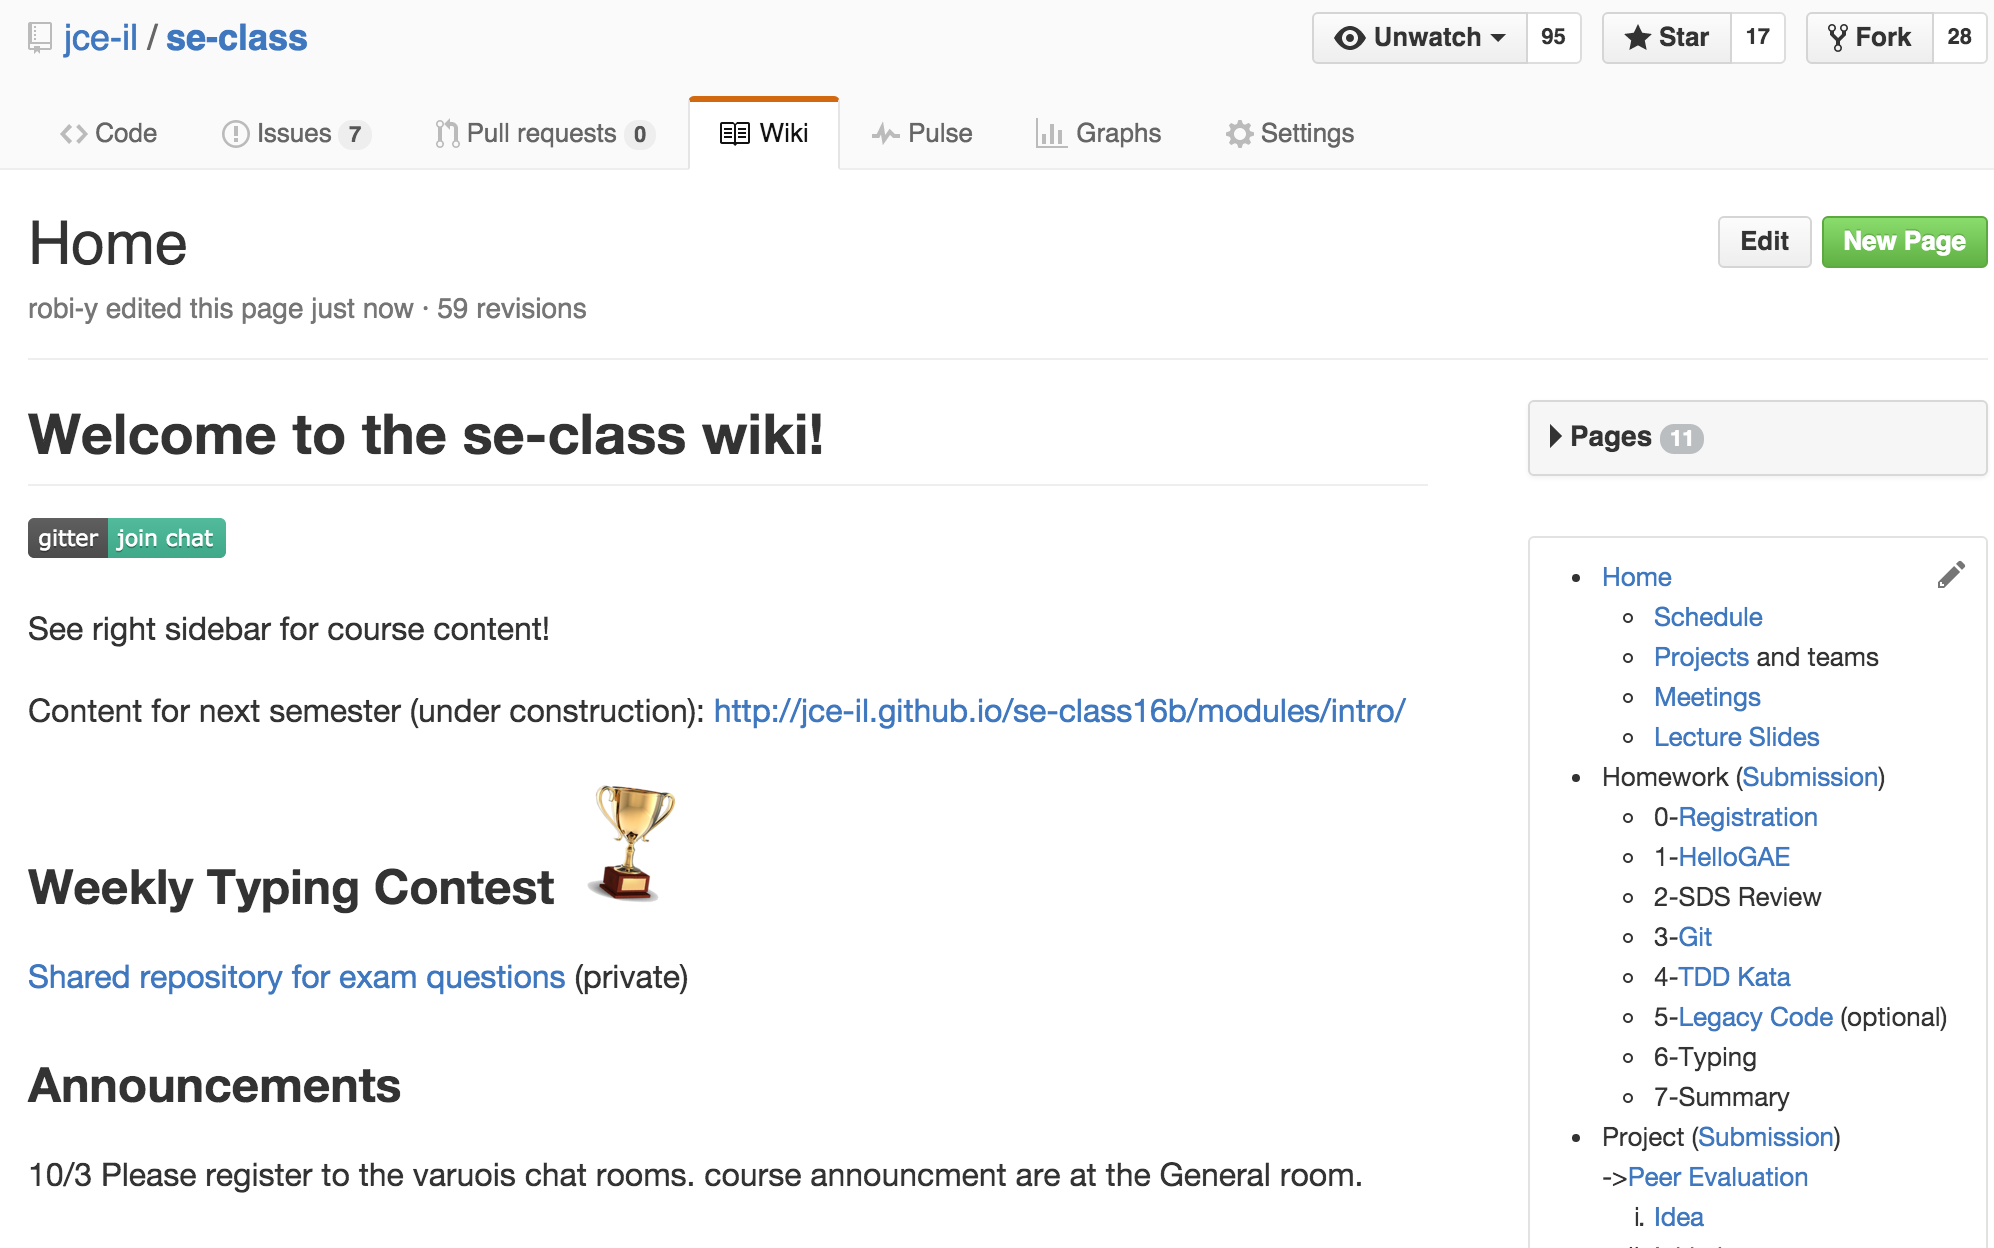 jce-il / se-class
Unwatch 95 Star 17 Fork 28
Code Issues 7 Pull requests 0 Wiki Pulse Graphs Settings
Home
Edit New Page
robi-y edited this page just now · 59 revisions
Welcome to the se-class wiki!
gitter join chat
See right sidebar for course content!
Content for next semester (under construction): http://jce-il.github.io/se-class16b/modules/intro/
Weekly Typing Contest
Shared repository for exam questions (private)
Announcements
10/3 Please register to the varuois chat rooms. course announcment are at the General room.
Pages 11
• Home
◦ Schedule
◦ Projects and teams
◦ Meetings
◦ Lecture Slides
• Homework (Submission)
◦ 0-Registration
◦ 1-HelloGAE
◦ 2-SDS Review
◦ 3-Git
◦ 4-TDD Kata
◦ 5-Legacy Code (optional)
◦ 6-Typing
◦ 7-Summary
• Project (Submission)
->Peer Evaluation
i. Idea